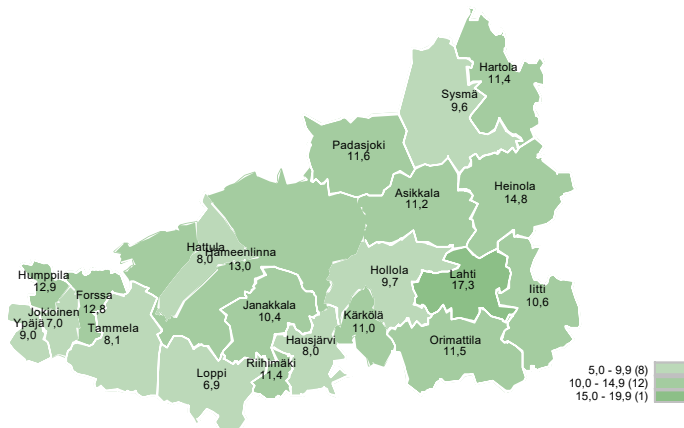 Hartola
11,4
Sysmä
9,6
Padasjoki
11,6
Asikkala
11,2
Heinola
14,8
Hattula
8,0
Hämeenlinna
13,0
Hollola
9,7
Lahti
17,3
Iitti
10,6
Humppila
12,9
Forssa
12,8
Jokioinen
7,0
Ypäjä
9,0
Tammela
8,1
Janakkala
10,4
Kärkölä
11,0
Hausjärvi
8,0
Orimattila
11,5
Riihimäki
11,4
Loppi
6,9
5,0 - 9,9 (8)
10,0 - 14,9 (12)
15,0 - 19,9 (1)